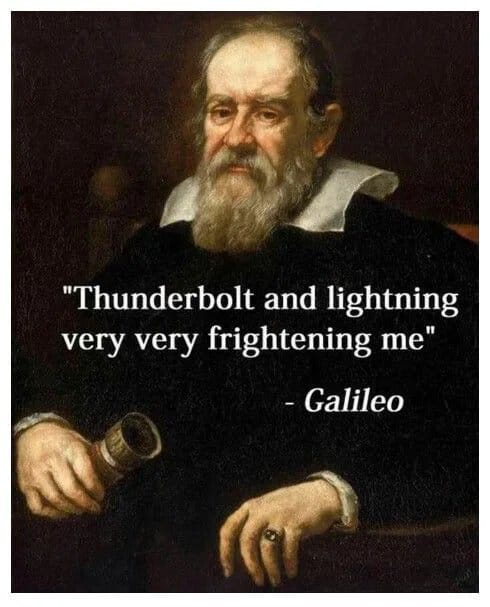 "Thunderbolt and lightning
very very frightening me"
- Galileo